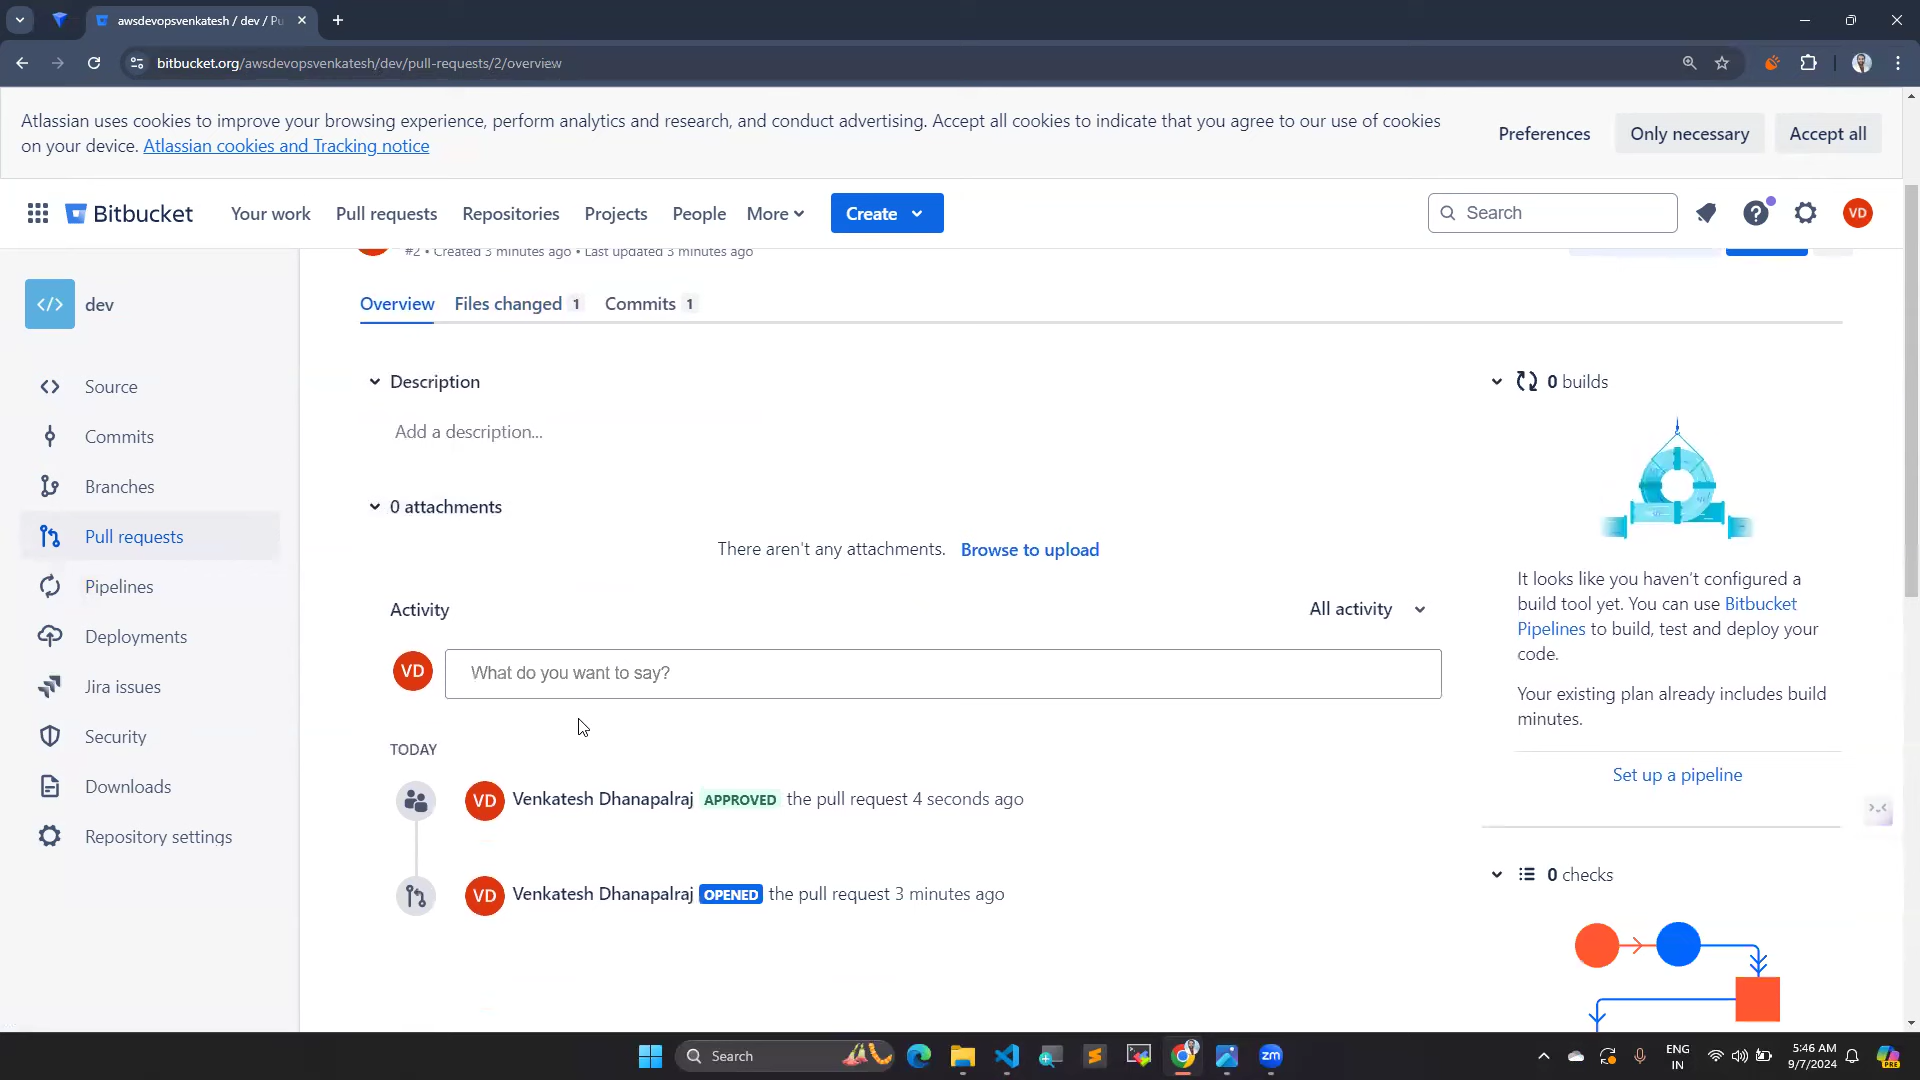 awsdevopsvenkatesh / dev / Pu
bitbucket.org/awsdevopsvenkatesh/dev/pull-requests/2/overview
Atlassian uses cookies to improve your browsing experience, perform analytics and research, and conduct advertising. Accept all cookies to indicate that you agree to our use of cookies
on your device. Atlassian cookies and Tracking notice
Preferences
Only necessary
Accept all
Bitbucket
Your work
Pull requests
Repositories
Projects
People
More
Create
Search
VD
#2 • Created 3 minutes ago • Last updated 3 minutes ago
</> dev
Source
Commits
Branches
Pull requests
Pipelines
Deployments
Jira issues
Security
Downloads
Repository settings
Overview
Files changed 1
Commits 1
Description
Add a description...
0 attachments
There aren't any attachments. Browse to upload
Activity
All activity
VD
What do you want to say?
TODAY
VD Venkatesh Dhanapalraj APPROVED the pull request 4 seconds ago
VD Venkatesh Dhanapalraj OPENED the pull request 3 minutes ago
0 builds
It looks like you haven't configured a
build tool yet. You can use Bitbucket
Pipelines to build, test and deploy your
code.
Your existing plan already includes build
minutes.
Set up a pipeline
0 checks
Search
zm
ENG
IN
5:46 AM
9/7/2024
PRE